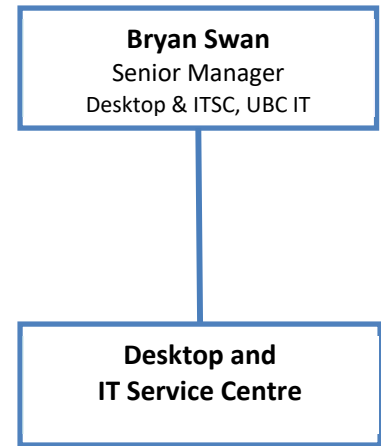 Bryan Swan
Senior Manager
Desktop & ITSC, UBC IT
Desktop and
IT Service Centre